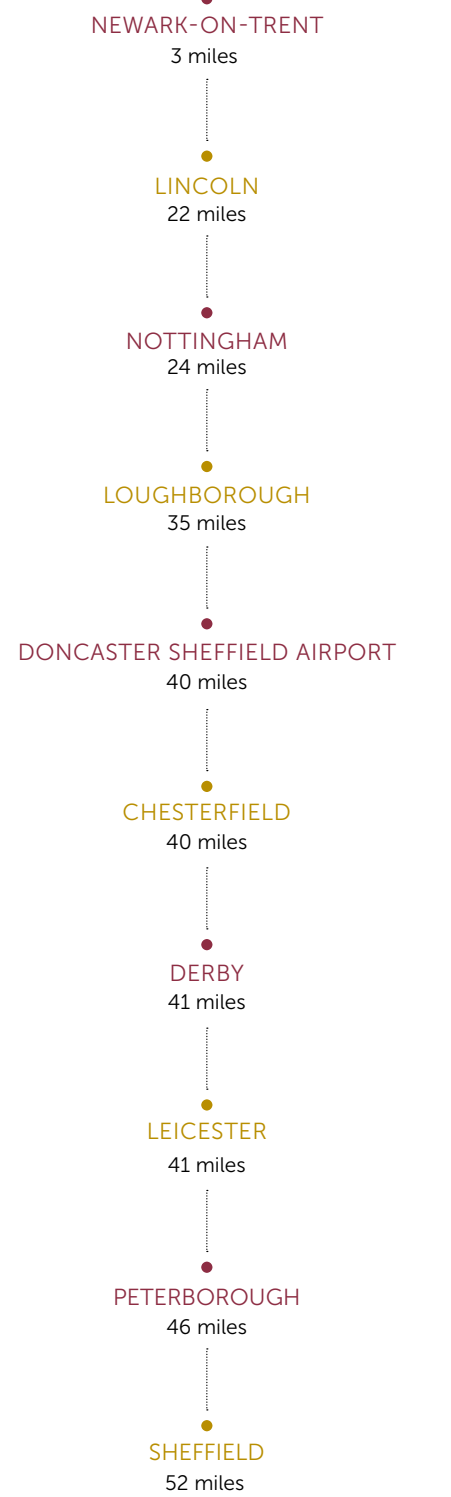 NEWARK-ON-TRENT
3 miles
LINCOLN
22 miles
NOTTINGHAM
24 miles
LOUGHBOROUGH
35 miles
DONCASTER SHEFFIELD AIRPORT
40 miles
CHESTERFIELD
40 miles
DERBY
41 miles
LEICESTER
41 miles
PETERBOROUGH
46 miles
SHEFFIELD
52 miles